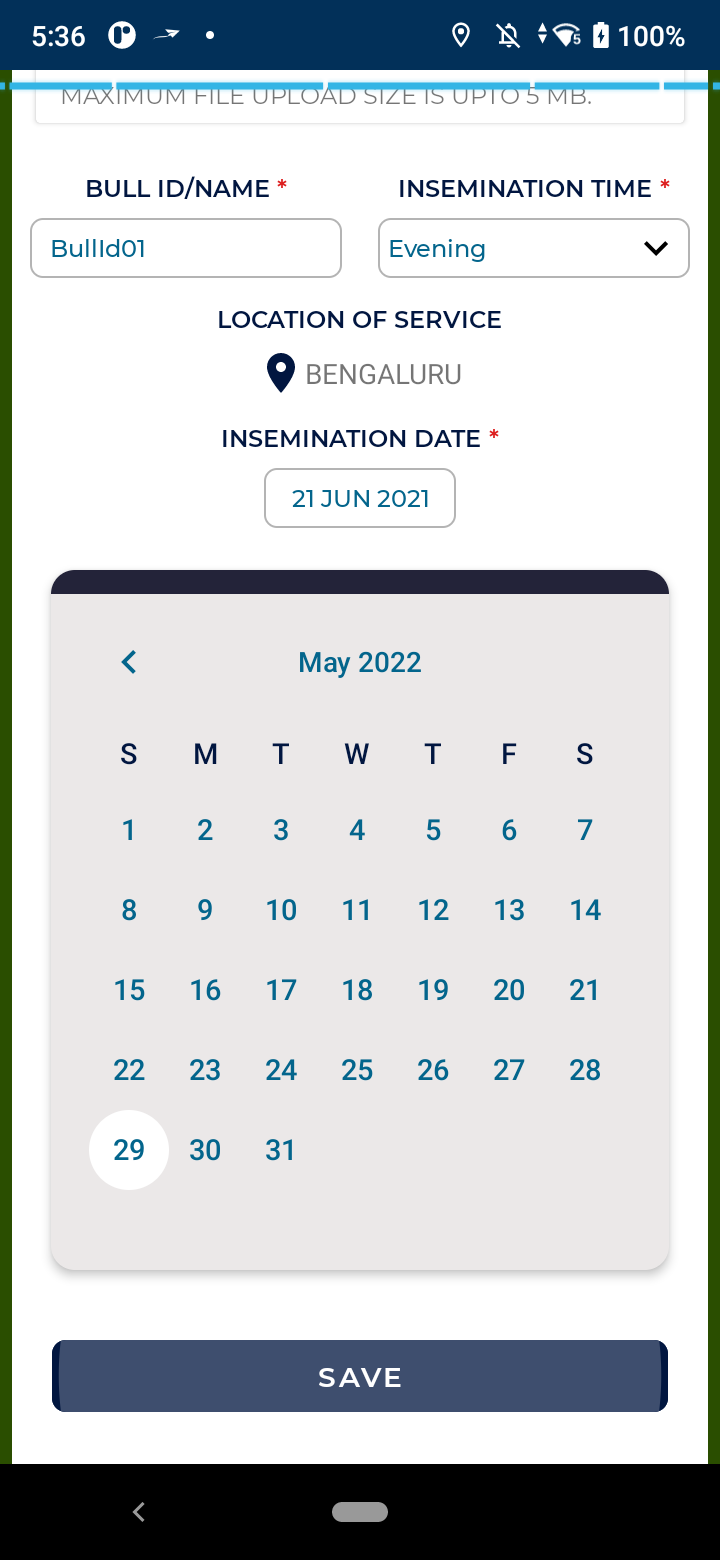 5:36 5 100%
MAXIMUM FILE UPLOAD SIZE IS UPTO 5 MB.
BULL ID/NAME * INSEMINATION TIME *
BullId01 Evening
LOCATION OF SERVICE
BENGALURU
INSEMINATION DATE *
21 JUN 2021
May 2022
S M T W T F S
1 2 3 4 5 6 7
8 9 10 11 12 13 14
15 16 17 18 19 20 21
22 23 24 25 26 27 28
29 30 31
SAVE